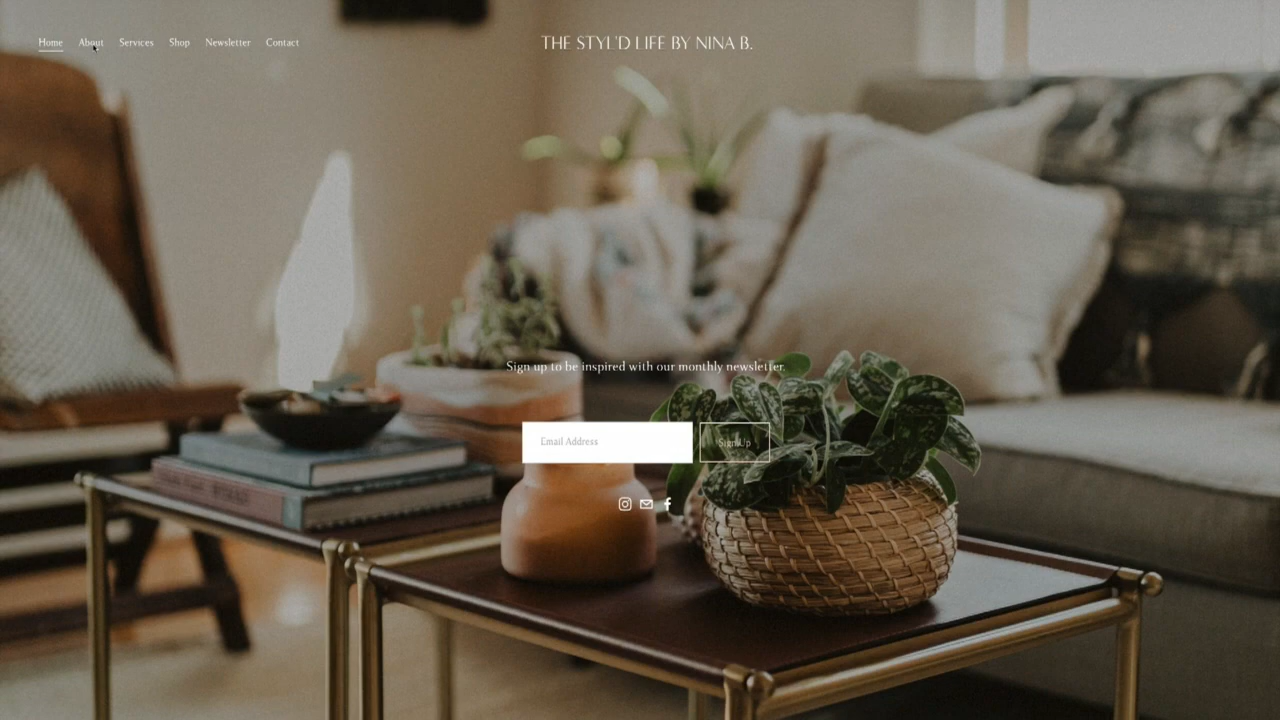 Home About Services Shop Newsletter Contact
THE STYL'D LIFE BY NINA B.
Sign up to be inspired with our monthly newsletter.
Email Address
Sign Up